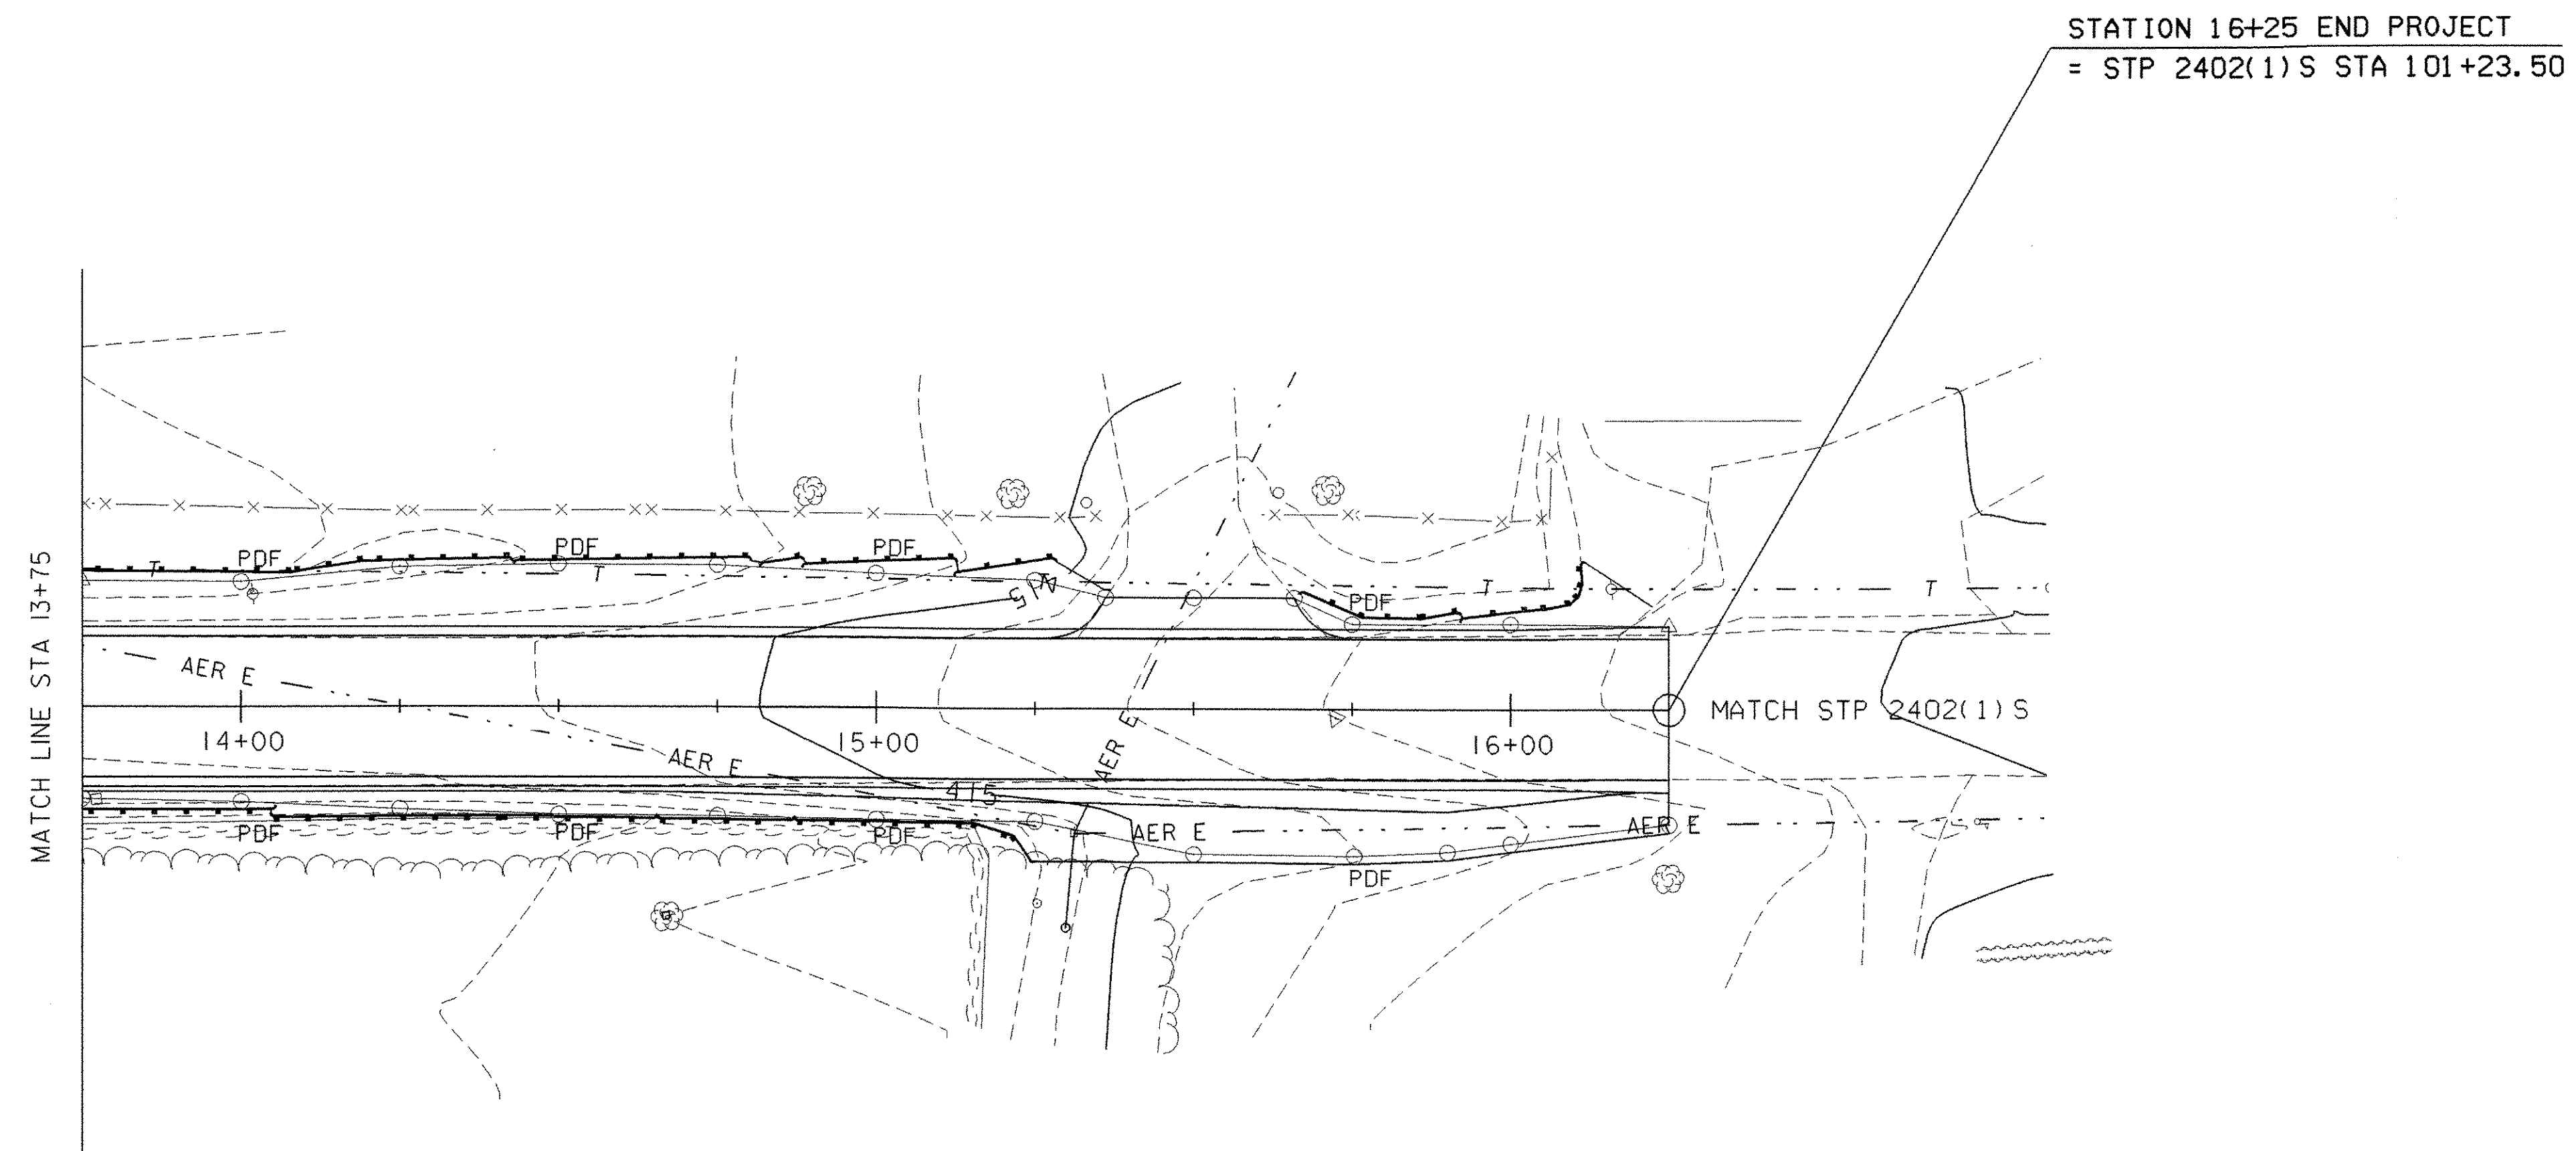 STATION 16+25 END PROJECT
= STP 2402(1)S STA 101+23.50
MATCH LINE STA 13+75
PDF
PDF
PDF
T
T
415
PDF
T
T
AER E
MATCH STP 2402(1)S
14+00
15+00
16+00
AER E
AER E
415
AER E
AER E
PDF
PDF
PDF
PDF